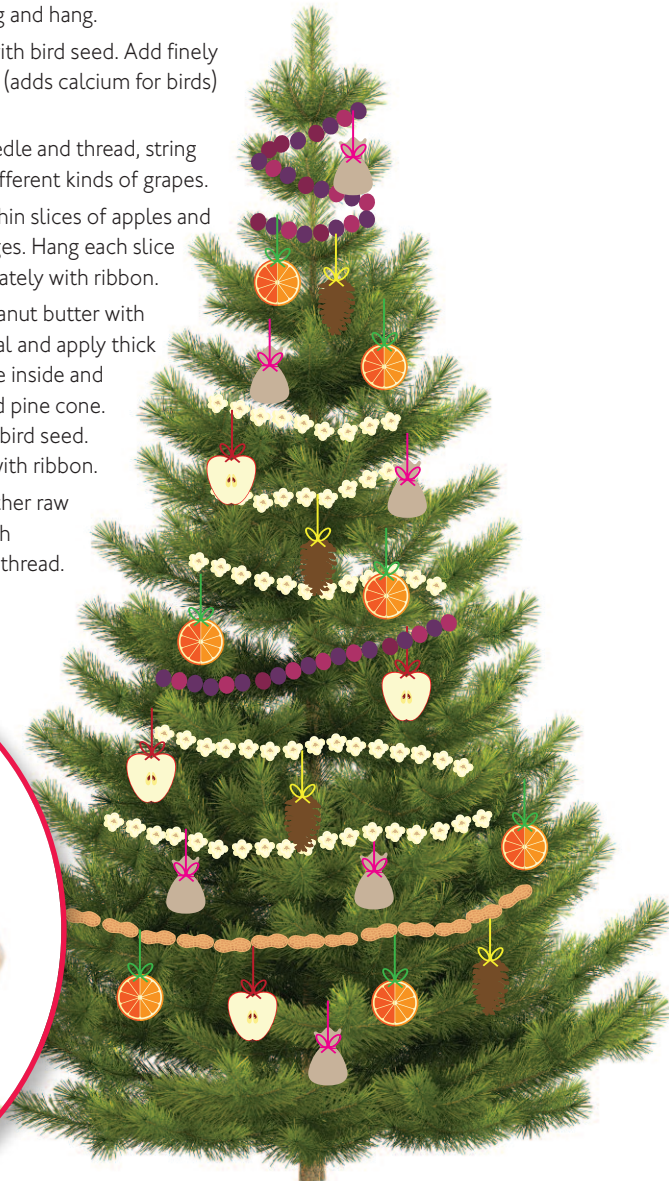 g and hang.
ith bird seed. Add finely
(adds calcium for birds)
edle and thread, string
fferent kinds of grapes.
hin slices of apples and
ges. Hang each slice
ately with ribbon.
anut butter with
al and apply thick
e inside and
d pine cone.
bird seed.
with ribbon.
ther raw
h
thread.